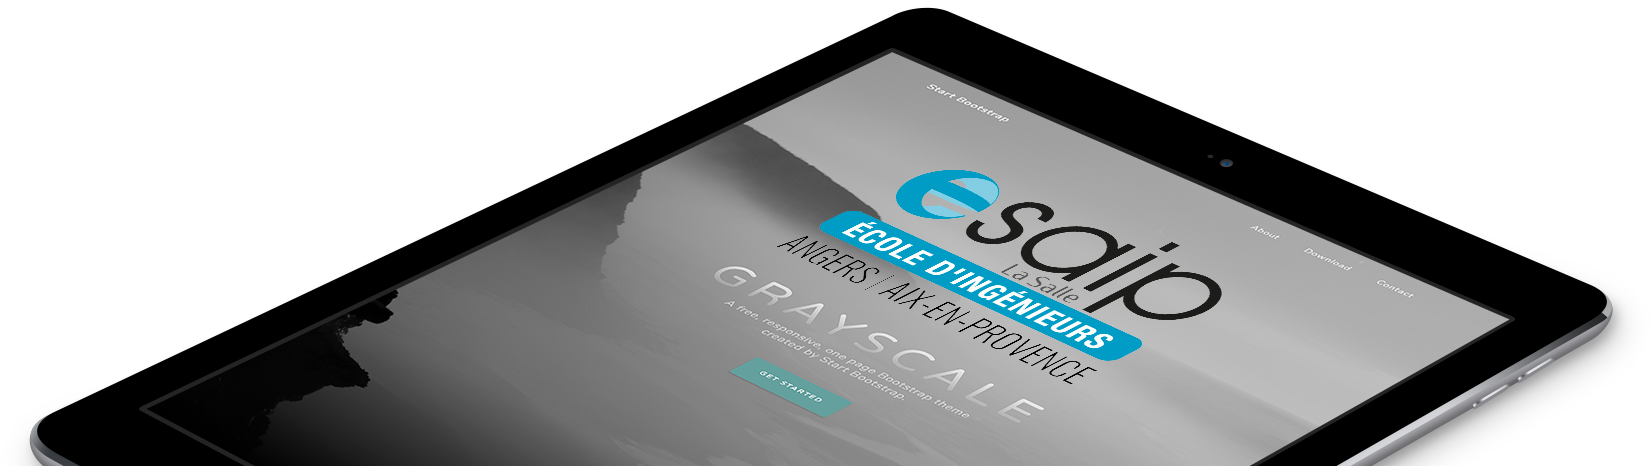 Start Bootstrap
About
Download
Contact
esaip
La Salle
ÉCOLE D'INGÉNIEURS
ANGERS | AIX-EN-PROVENCE
GRAYSCALE
A free, responsive, one page Bootstrap theme
created by Start Bootstrap.
GET STARTED